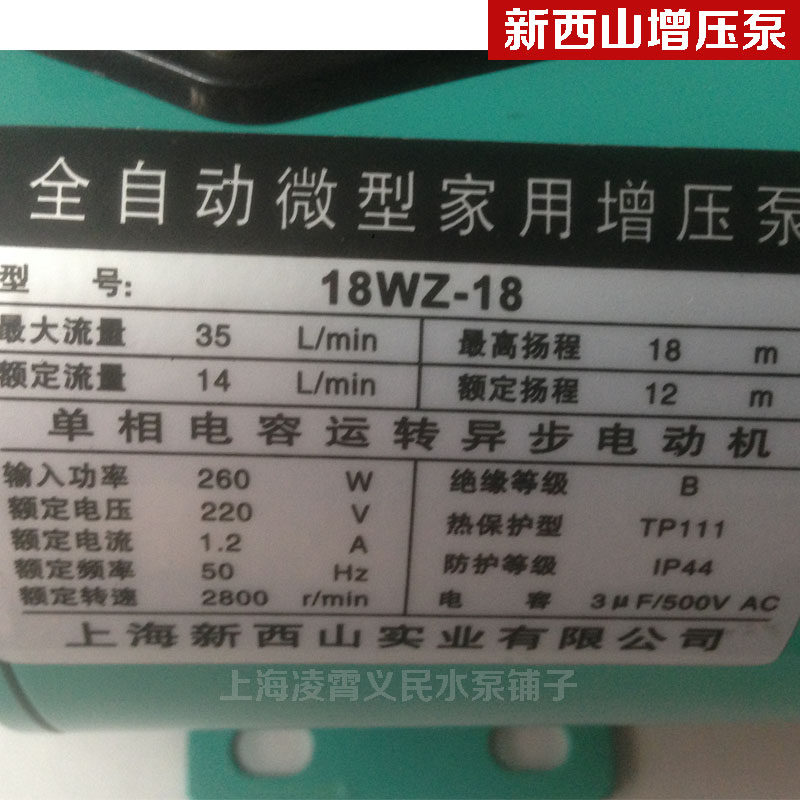 新西山增压泵
全自动微型家用增压泵
型 号: 18WZ-18
最大流量 35 L/min 最高扬程 18 m
额定流量 14 L/min 额定扬程 12 m
单相电容运转异步电动机
输入功率 260 W 绝缘等级 B
额定电压 220 V 热保护型 TP111
额定电流 1.2 A 防护等级 IP44
额定频率 50 Hz 电 容 3μF/500V AC
额定转速 2800 r/min
上海新西山实业有限公司
上海凌霄义民水泵铺子